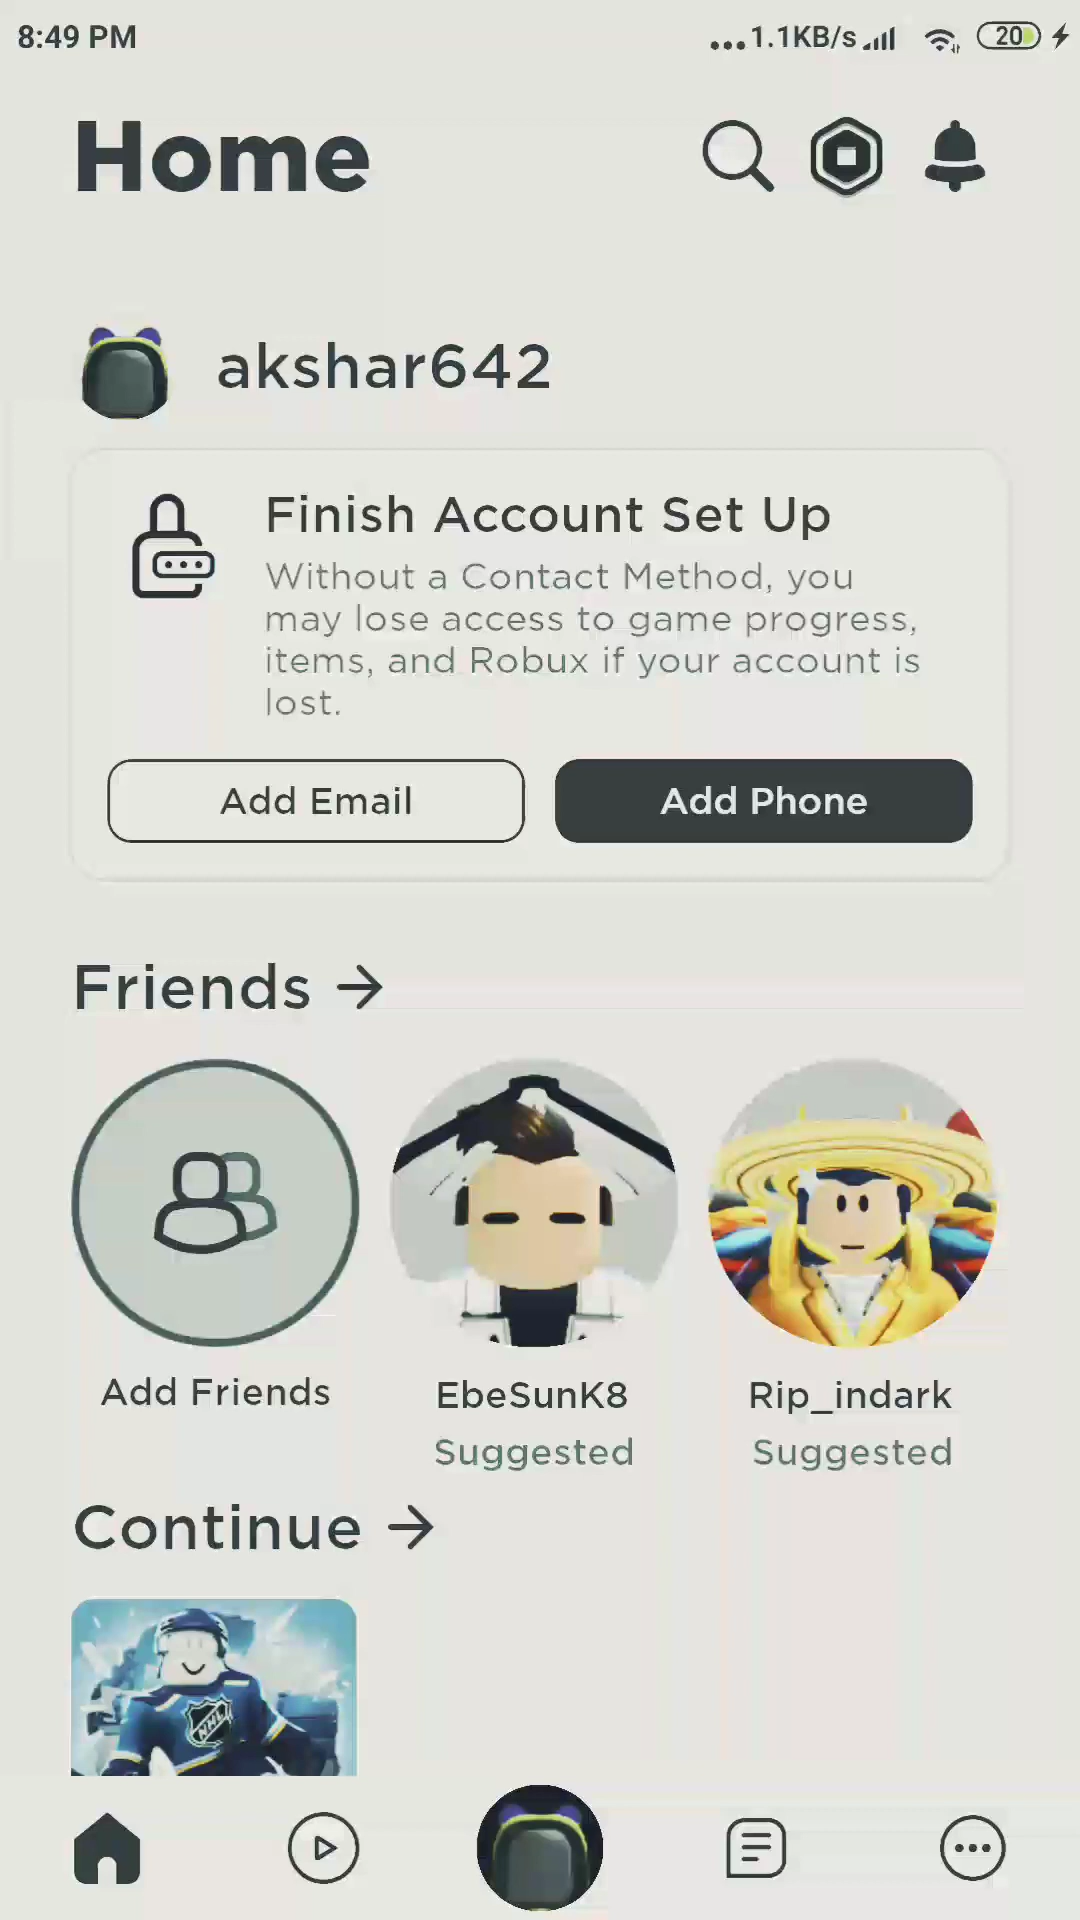 8:49 PM
...1.1KB/s
20
Home
akshar642
Finish Account Set Up
Without a Contact Method, you
may lose access to game progress,
items, and Robux if your account is
lost.
Add Email
Add Phone
Friends →
Add Friends
EbeSunK8
Rip_indark
Suggested
Suggested
Continue →
NHL